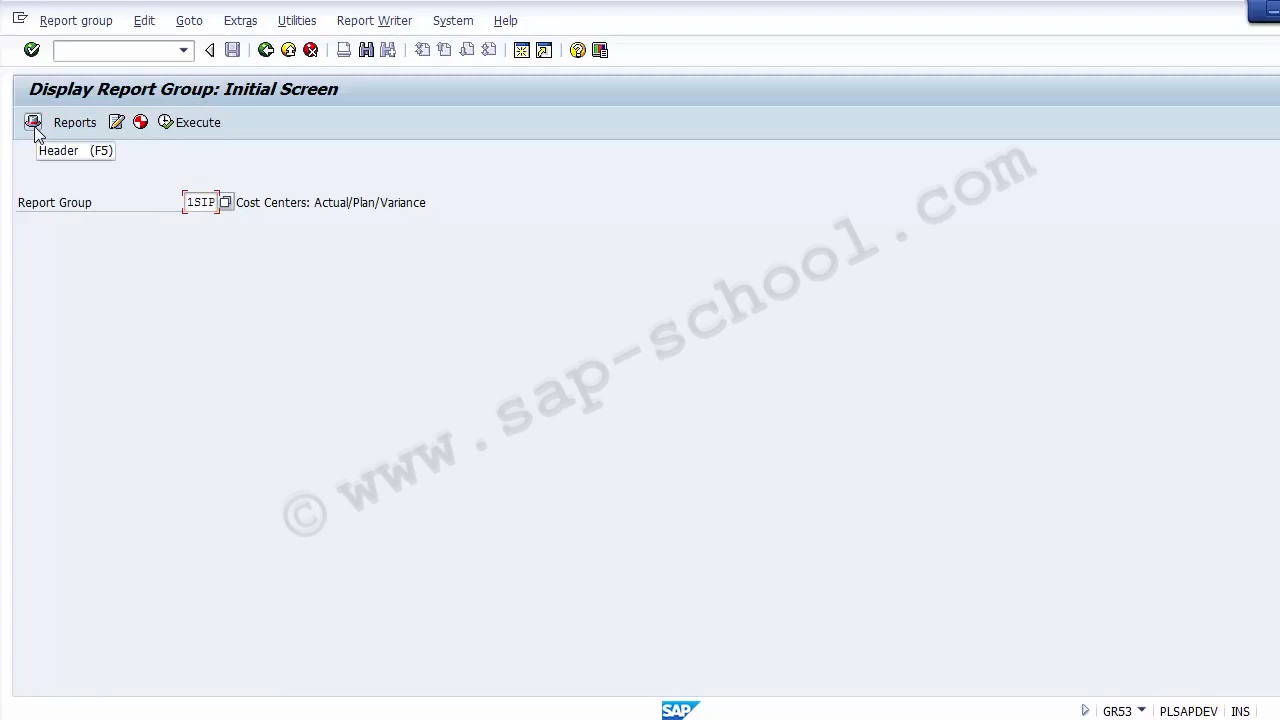 Report group Edit Goto Extras Utilities Report Writer System Help
Display Report Group: Initial Screen
Reports Execute
Header (F5)
Report Group 1SIP Cost Centers: Actual/Plan/Variance
© www.sap-school.com
SAP GR53 PLSAPDEV INS